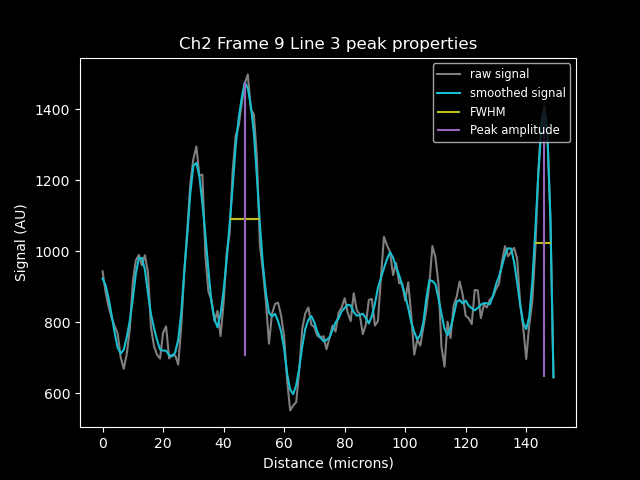 Ch2 Frame 9 Line 3 peak properties
raw signal
smoothed signal
FWHM
Peak amplitude
Signal (AU)
1400
1200
1000
800
600
0 20 40 60 80 100 120 140
Distance (microns)